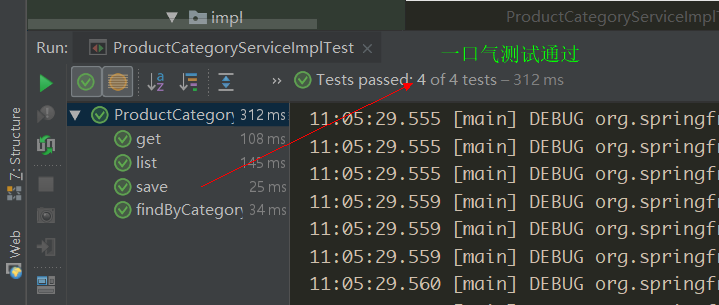 impl
ProductCategoryServiceImpl
Run: ProductCategoryServiceImplTest ×
一口气测试通过
» Tests passed: 4 of 4 tests – 312 ms
ProductCategory 312 ms
get 108 ms
list 145 ms
save 25 ms
findByCategory 34 ms
11:05:29.555 [main] DEBUG org.springfr
11:05:29.555 [main] DEBUG org.springfr
11:05:29.555 [main] DEBUG org.springfr
11:05:29.559 [main] DEBUG org.springfr
11:05:29.559 [main] DEBUG org.springfr
11:05:29.559 [main] DEBUG org.springfr
11:05:29.560 [main] DEBUG org.springfr
Z: Structure
Web